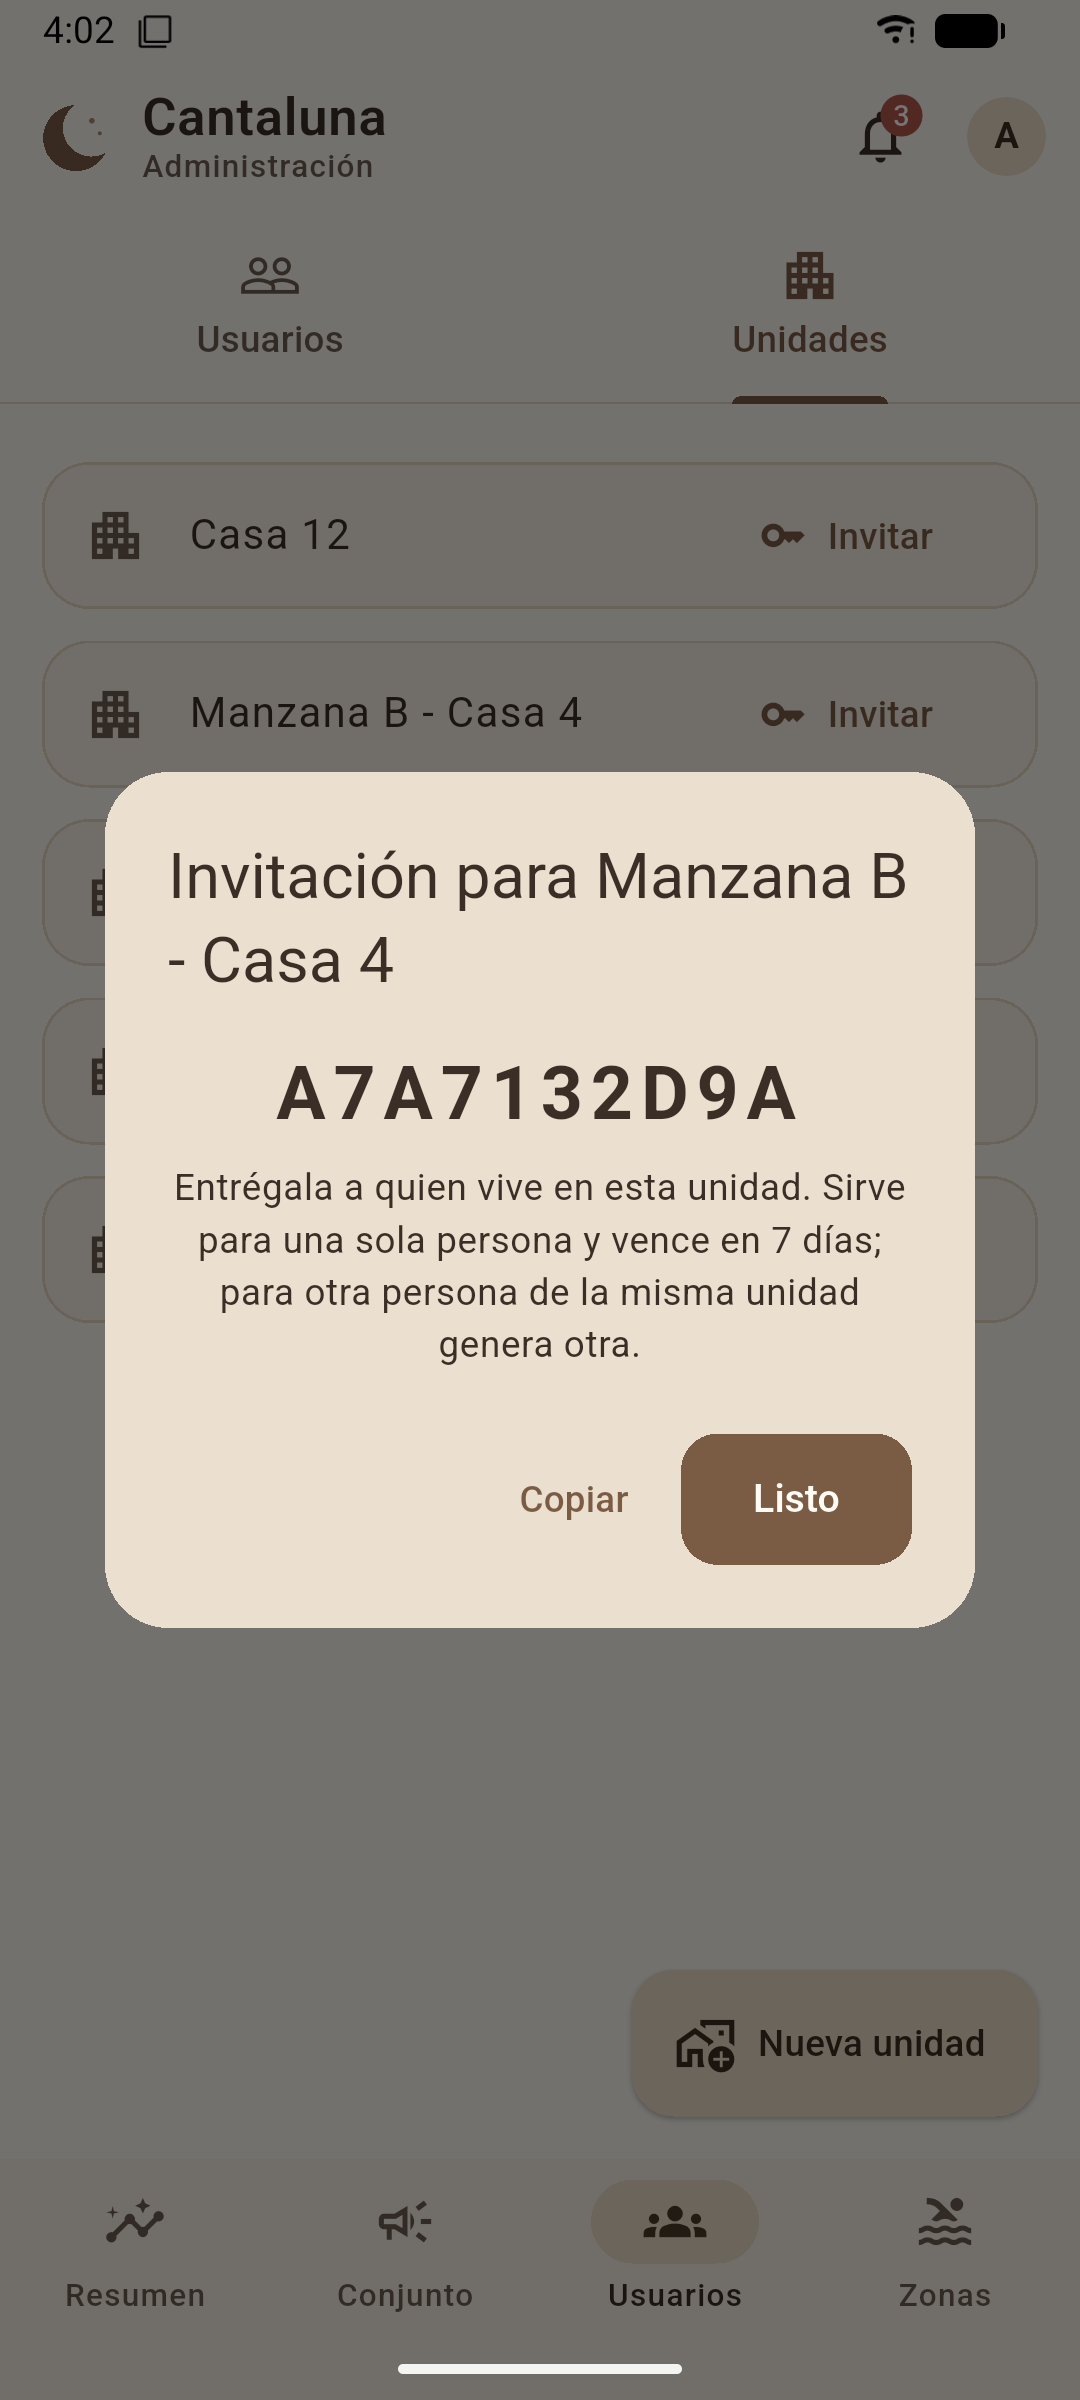 4:02
Cantaluna
Administración
3
A
Usuarios
Unidades
Casa 12
Invitar
Manzana B - Casa 4
Invitar
Invitación para Manzana B
- Casa 4
A7A7132D9A
Entrégala a quien vive en esta unidad. Sirve
para una sola persona y vence en 7 días;
para otra persona de la misma unidad
genera otra.
Copiar
Listo
Nueva unidad
Resumen
Conjunto
Usuarios
Zonas